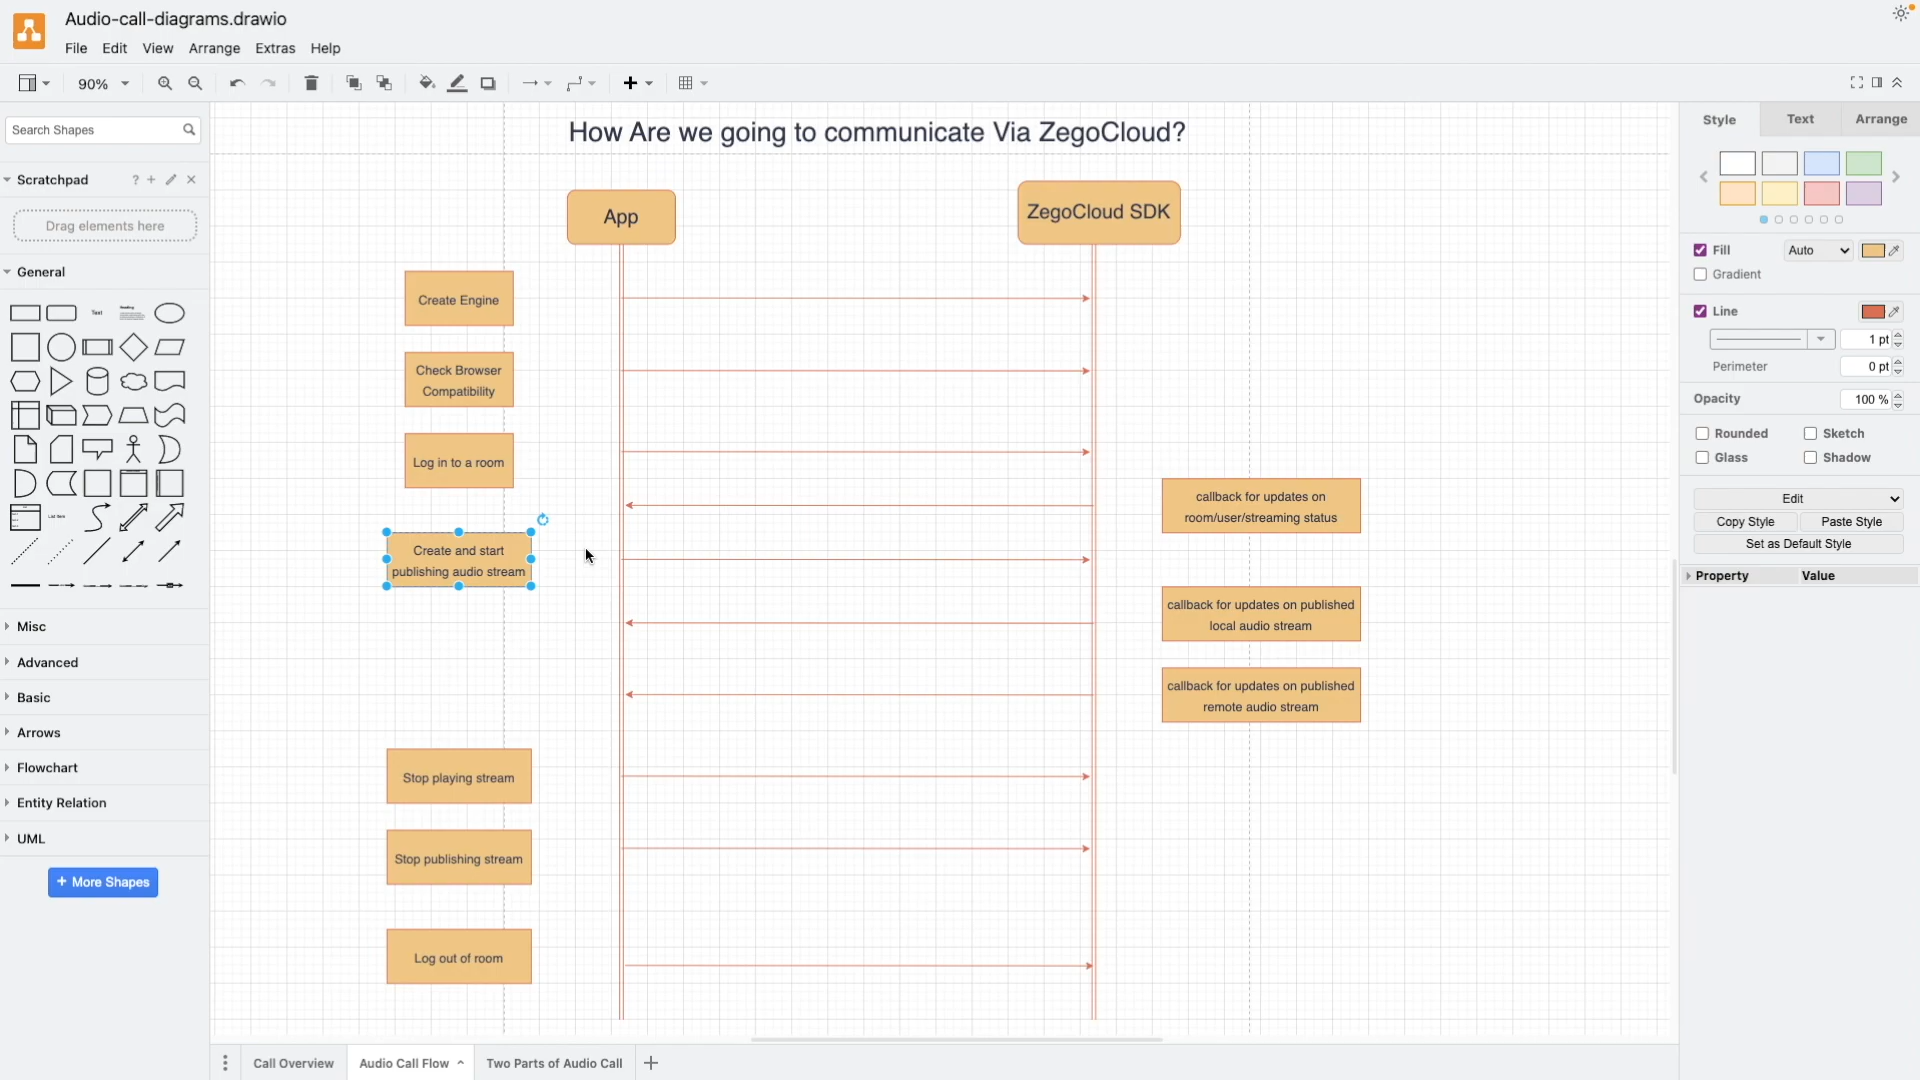 Audio-call-diagrams.drawio
File Edit View Arrange Extras Help
90%
Search Shapes
Scratchpad
?
Drag elements here
General
Text
Heading
List Item
Misc
Advanced
Basic
Arrows
Flowchart
Entity Relation
UML
+ More Shapes
How Are we going to communicate Via ZegoCloud?
App
ZegoCloud SDK
Create Engine
Check Browser
Compatibility
Log in to a room
callback for updates on
room/user/streaming status
Create and start
publishing audio stream
callback for updates on published
local audio stream
callback for updates on published
remote audio stream
Stop playing stream
Stop publishing stream
Log out of room
Call Overview
Audio Call Flow
Two Parts of Audio Call
Style
Text
Arrange
Fill
Auto
Gradient
Line
1 pt
Perimeter
0 pt
Opacity
100 %
Rounded
Sketch
Glass
Shadow
Edit
Copy Style
Paste Style
Set as Default Style
Property
Value